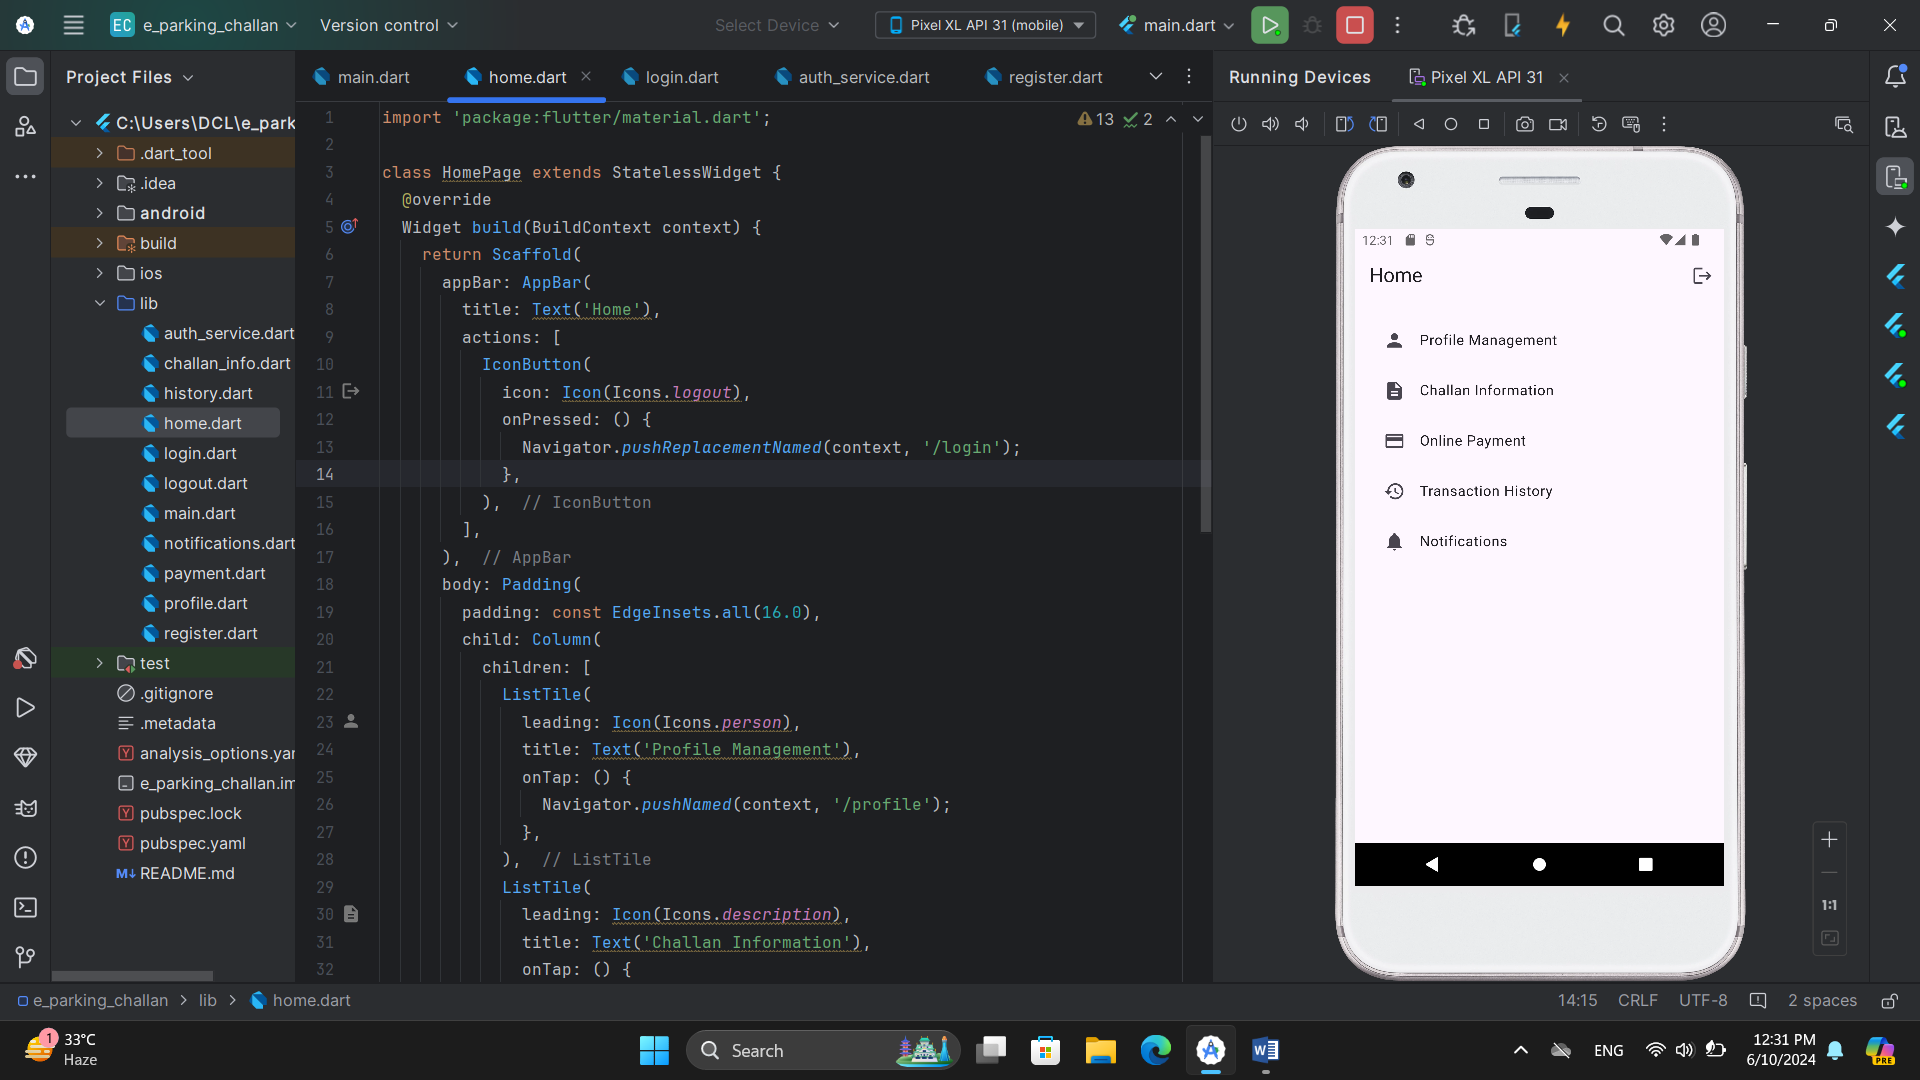 EC e_parking_challan Version control Select Device Pixel XL API 31 (mobile) main.dart
Project Files
C:\Users\DCL\e_park
.dart_tool
.idea
android
build
ios
lib
auth_service.dart
challan_info.dart
history.dart
home.dart
login.dart
logout.dart
main.dart
notifications.dart
payment.dart
profile.dart
register.dart
test
.gitignore
.metadata
analysis_options.yar
e_parking_challan.im
pubspec.lock
pubspec.yaml
M↓ README.md
main.dart home.dart login.dart auth_service.dart register.dart
13 2
1 import 'package:flutter/material.dart';
2
3 class HomePage extends StatelessWidget {
4 @override
5 Widget build(BuildContext context) {
6 return Scaffold(
7 appBar: AppBar(
8 title: Text('Home'),
9 actions: [
10 IconButton(
11 icon: Icon(Icons.logout),
12 onPressed: () {
13 Navigator.pushReplacementNamed(context, '/login');
14 },
15 ), // IconButton
16 ],
17 ), // AppBar
18 body: Padding(
19 padding: const EdgeInsets.all(16.0),
20 child: Column(
21 children: [
22 ListTile(
23 leading: Icon(Icons.person),
24 title: Text('Profile Management'),
25 onTap: () {
26 Navigator.pushNamed(context, '/profile');
27 },
28 ), // ListTile
29 ListTile(
30 leading: Icon(Icons.description),
31 title: Text('Challan Information'),
32 onTap: () {
Running Devices Pixel XL API 31
12:31
Home
Profile Management
Challan Information
Online Payment
Transaction History
Notifications
1:1
e_parking_challan > lib > home.dart
14:15 CRLF UTF-8 2 spaces
1
33°C
Haze
Search
ENG
12:31 PM
6/10/2024
PRE